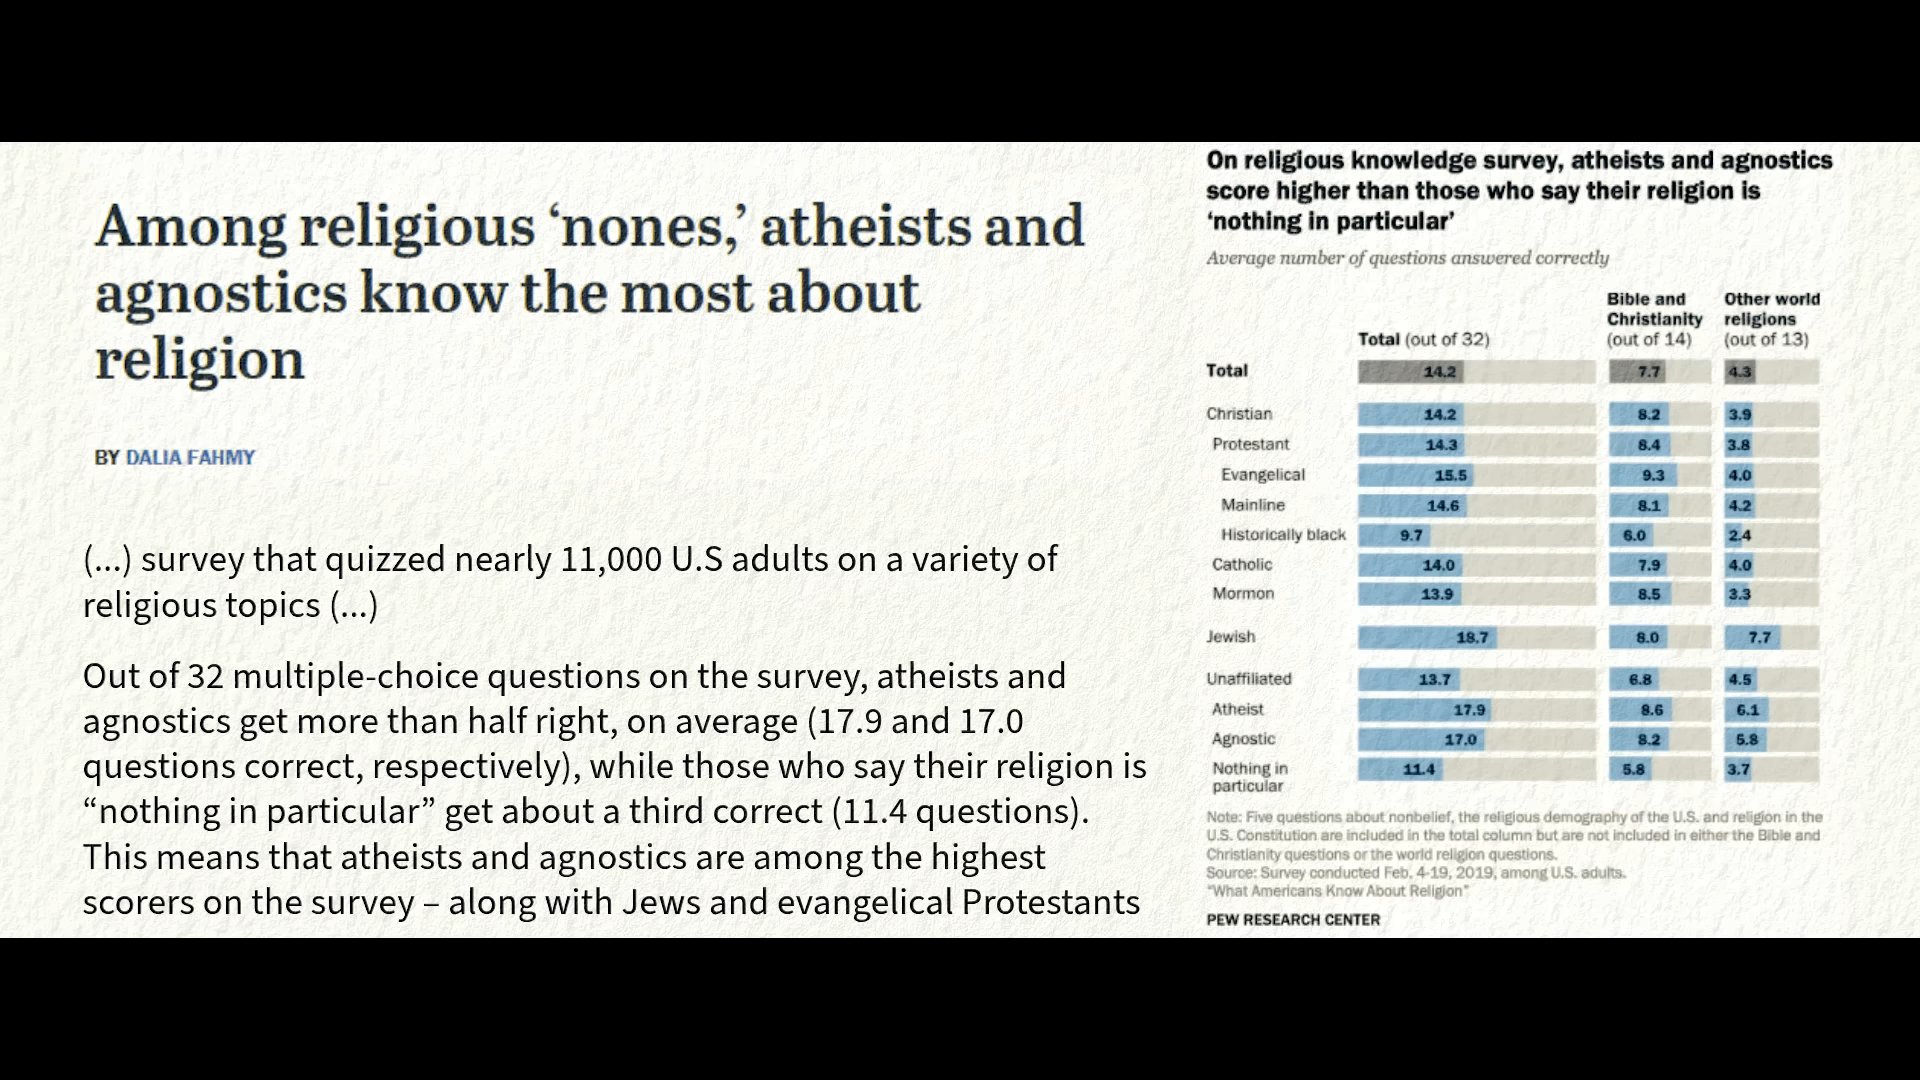 Among religious ‘nones,’ atheists and
agnostics know the most about
religion
BY DALIA FAHMY
(...) survey that quizzed nearly 11,000 U.S adults on a variety of
religious topics (...)
Out of 32 multiple-choice questions on the survey, atheists and
agnostics get more than half right, on average (17.9 and 17.0
questions correct, respectively), while those who say their religion is
“nothing in particular” get about a third correct (11.4 questions).
This means that atheists and agnostics are among the highest
scorers on the survey – along with Jews and evangelical Protestants
On religious knowledge survey, atheists and agnostics
score higher than those who say their religion is
‘nothing in particular’
Average number of questions answered correctly
Total (out of 32)
Bible and
Christianity
(out of 14)
Other world
religions
(out of 13)
Total 14.2 7.7 4.3
Christian 14.2 8.2 3.9
Protestant 14.3 8.4 3.8
Evangelical 15.5 9.3 4.0
Mainline 14.6 8.1 4.2
Historically black 9.7 6.0 2.4
Catholic 14.0 7.9 4.0
Mormon 13.9 8.5 3.3
Jewish 18.7 8.0 7.7
Unaffiliated 13.7 6.8 4.5
Atheist 17.9 8.6 6.1
Agnostic 17.0 8.2 5.8
Nothing in 11.4 5.8 3.7
particular
Note: Five questions about nonbelief, the religious demography of the U.S. and religion in the
U.S. Constitution are included in the total column but are not included in either the Bible and
Christianity questions or the world religion questions.
Source: Survey conducted Feb. 4-19, 2019, among U.S. adults.
“What Americans Know About Religion”
PEW RESEARCH CENTER